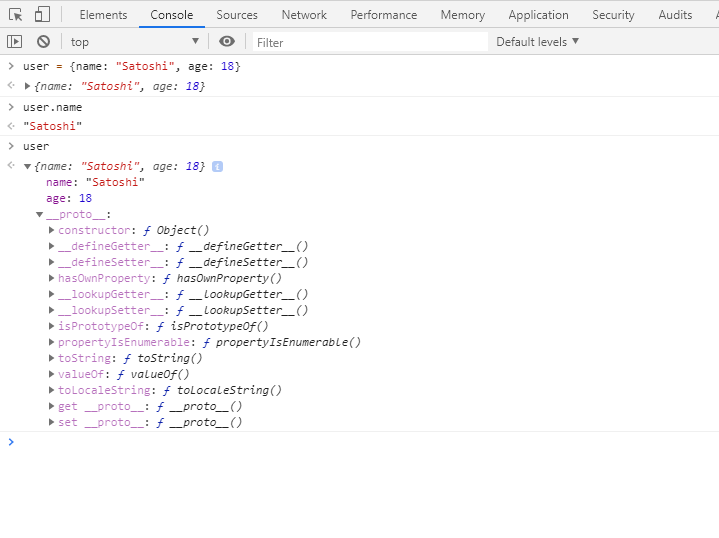 Elements Console Sources Network Performance Memory Application Security Audits
top Filter Default levels
user = {name: "Satoshi", age: 18}
{name: "Satoshi", age: 18}
user.name
"Satoshi"
user
{name: "Satoshi", age: 18} i
name: "Satoshi"
age: 18
__proto__:
constructor: ƒ Object()
__defineGetter__: ƒ __defineGetter__()
__defineSetter__: ƒ __defineSetter__()
hasOwnProperty: ƒ hasOwnProperty()
__lookupGetter__: ƒ __lookupGetter__()
__lookupSetter__: ƒ __lookupSetter__()
isPrototypeOf: ƒ isPrototypeOf()
propertyIsEnumerable: ƒ propertyIsEnumerable()
toString: ƒ toString()
valueOf: ƒ valueOf()
toLocaleString: ƒ toLocaleString()
get __proto__: ƒ __proto__()
set __proto__: ƒ __proto__()